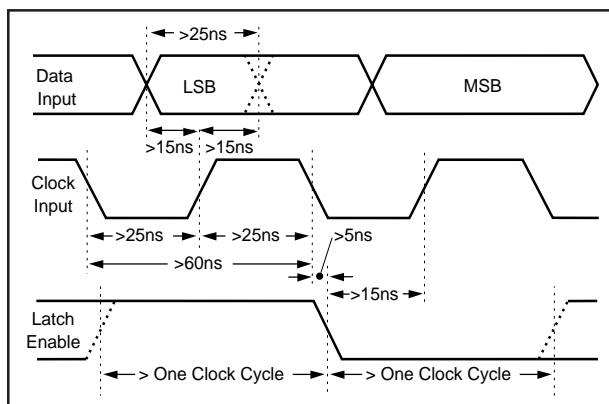 >25ns
Data
Input
LSB
MSB
>15ns >15ns
Clock
Input
>25ns >25ns >5ns
>60ns
>15ns
Latch
Enable
> One Clock Cycle > One Clock Cycle